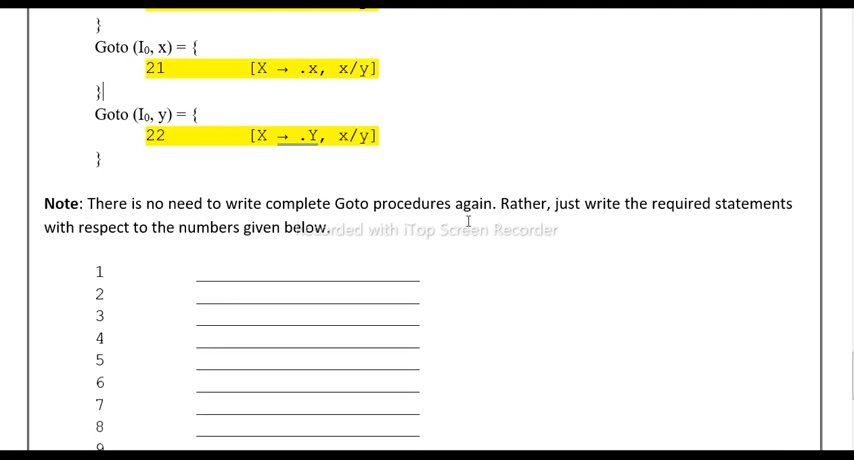 }
Goto (I₀, x) = {
21 [X → .x, x/y]
}
Goto (I₀, y) = {
22 [X → .Y, x/y]
}
Note: There is no need to write complete Goto procedures again. Rather, just write the required statements
with respect to the numbers given below.
Recorded with iTop Screen Recorder
1
2
3
4
5
6
7
8
9